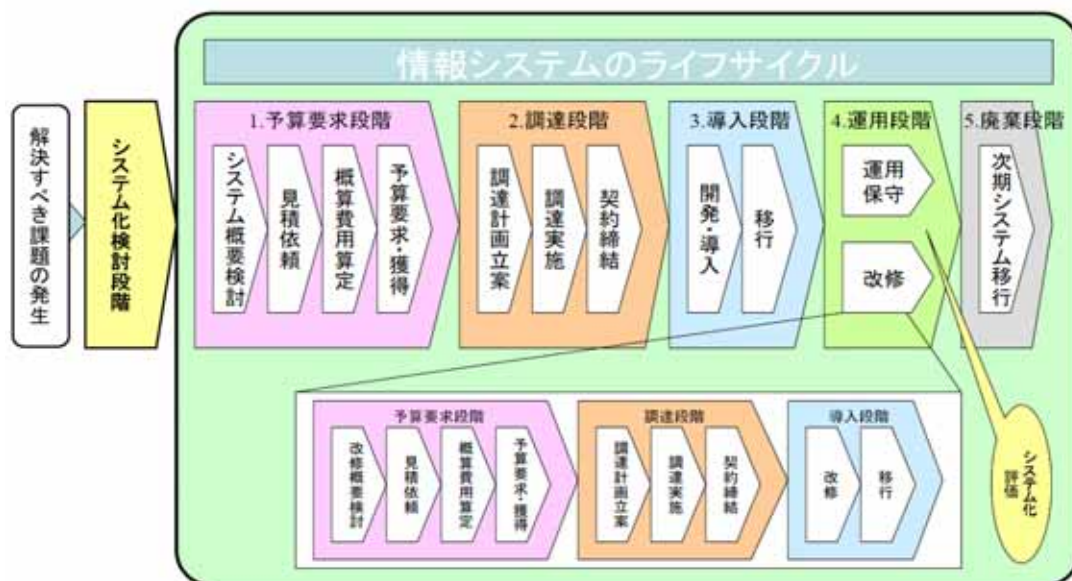 情報システムのライフサイクル
解決すべき課題の発生
システム化検討段階
1.予算要求段階
システム概要検討
見積依頼
概算費用算定
予算要求・獲得
2.調達段階
調達計画立案
調達実施
契約締結
3.導入段階
開発・導入
移行
4.運用段階
運用
保守
改修
5.廃棄段階
次期システム移行
予算要求段階
改修概要検討
見積依頼
概算費用算定
予算要求・獲得
調達段階
調達計画立案
調達実施
契約締結
導入段階
改修
移行
システム化
評価